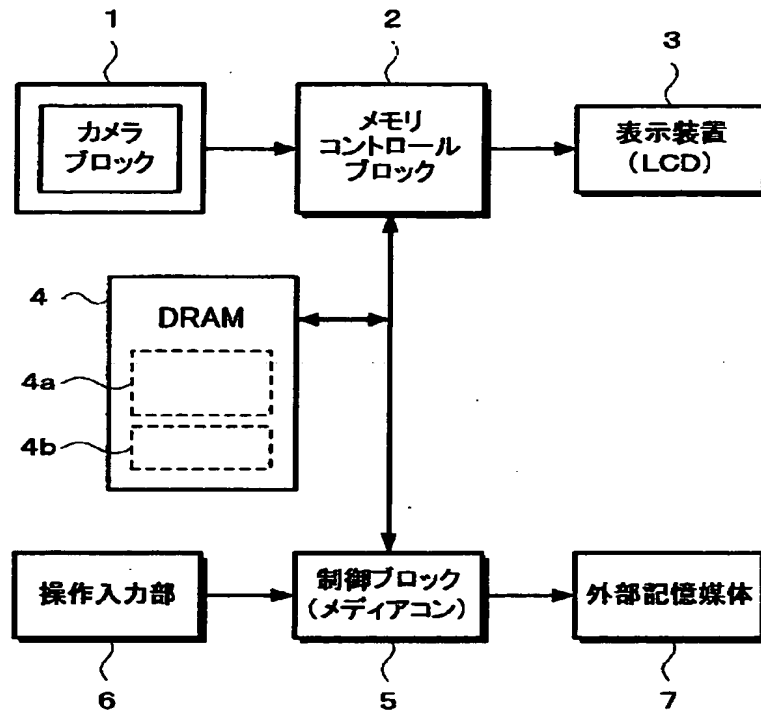 1
2
3
カメラ
ブロック
メモリ
コントロール
ブロック
表示装置
(LCD)
4
DRAM
4a
4b
操作入力部
制御ブロック
(メディアコン)
外部記憶媒体
6
5
7